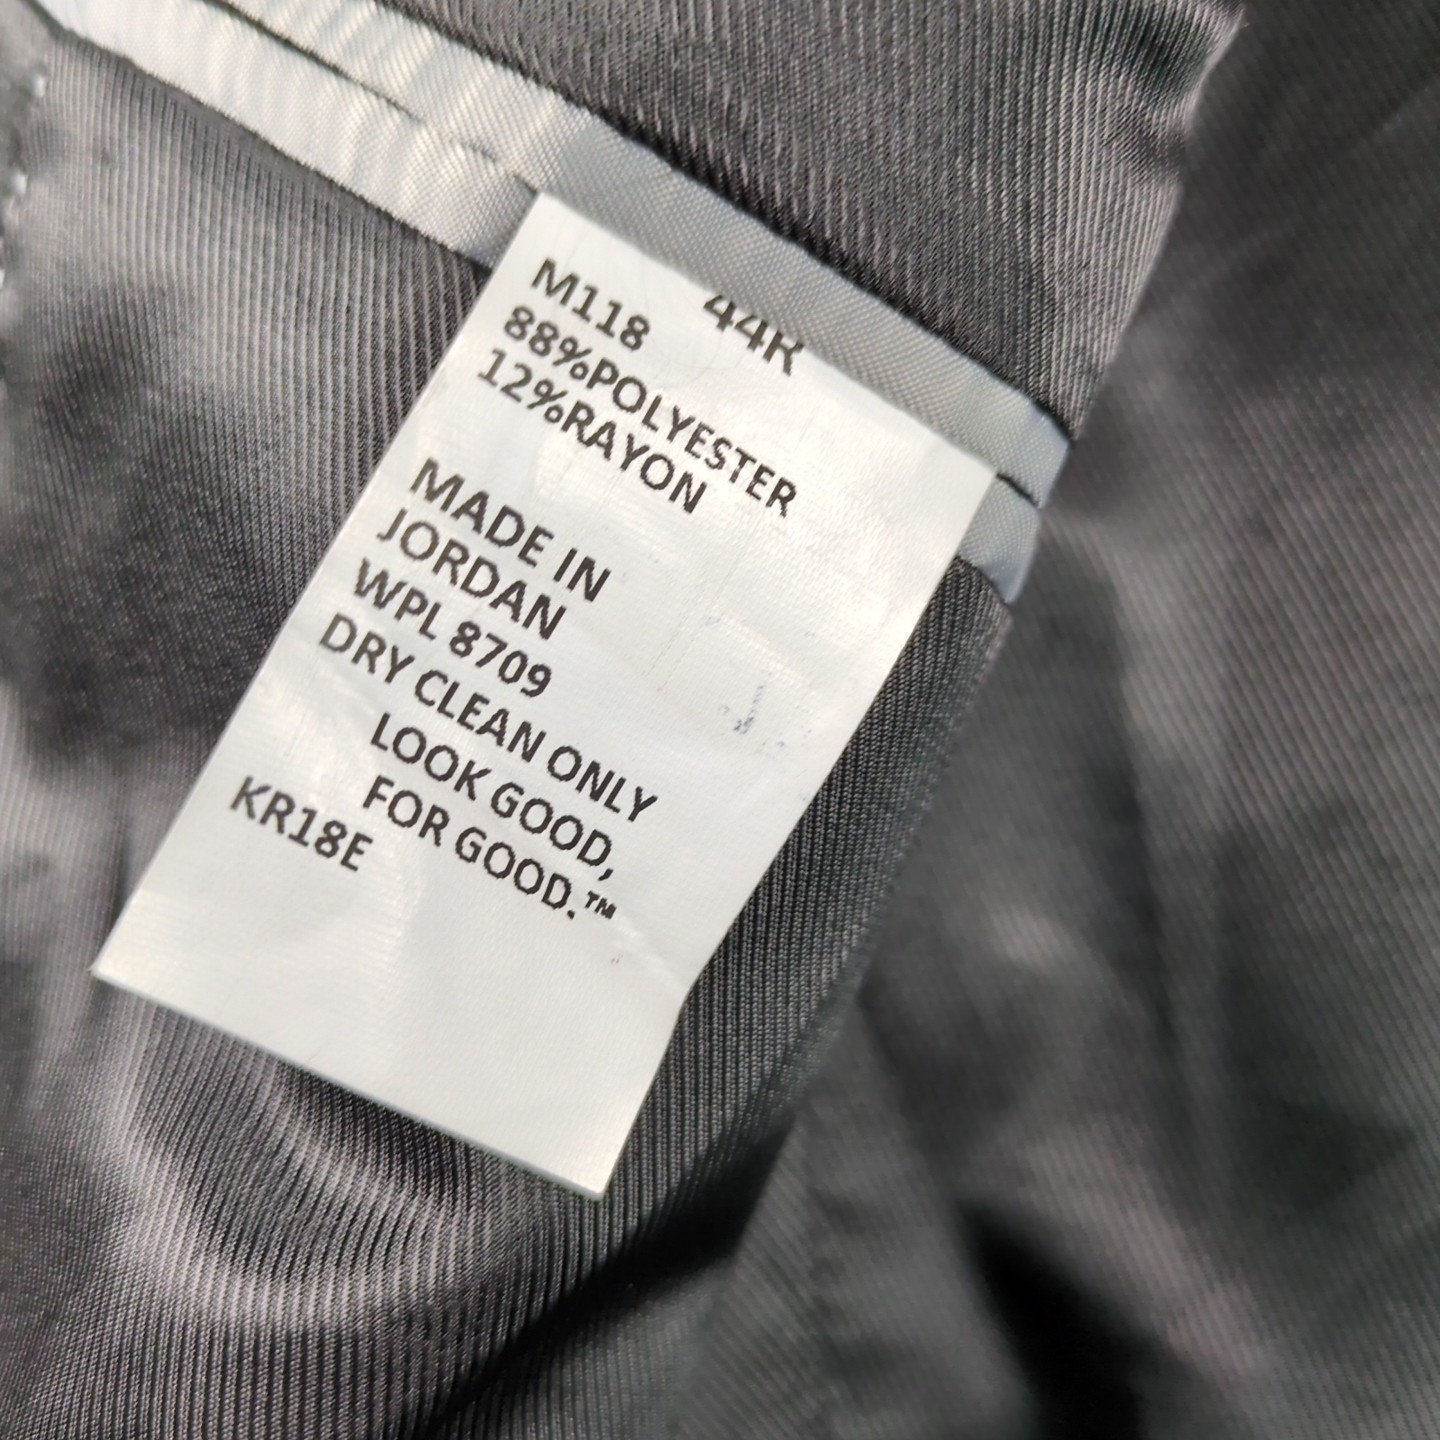 M118 44R
88%POLYESTER
12%RAYON
MADE IN
JORDAN
WPL 8709
DRY CLEAN ONLY
LOOK GOOD,
FOR GOOD.™
KR18E